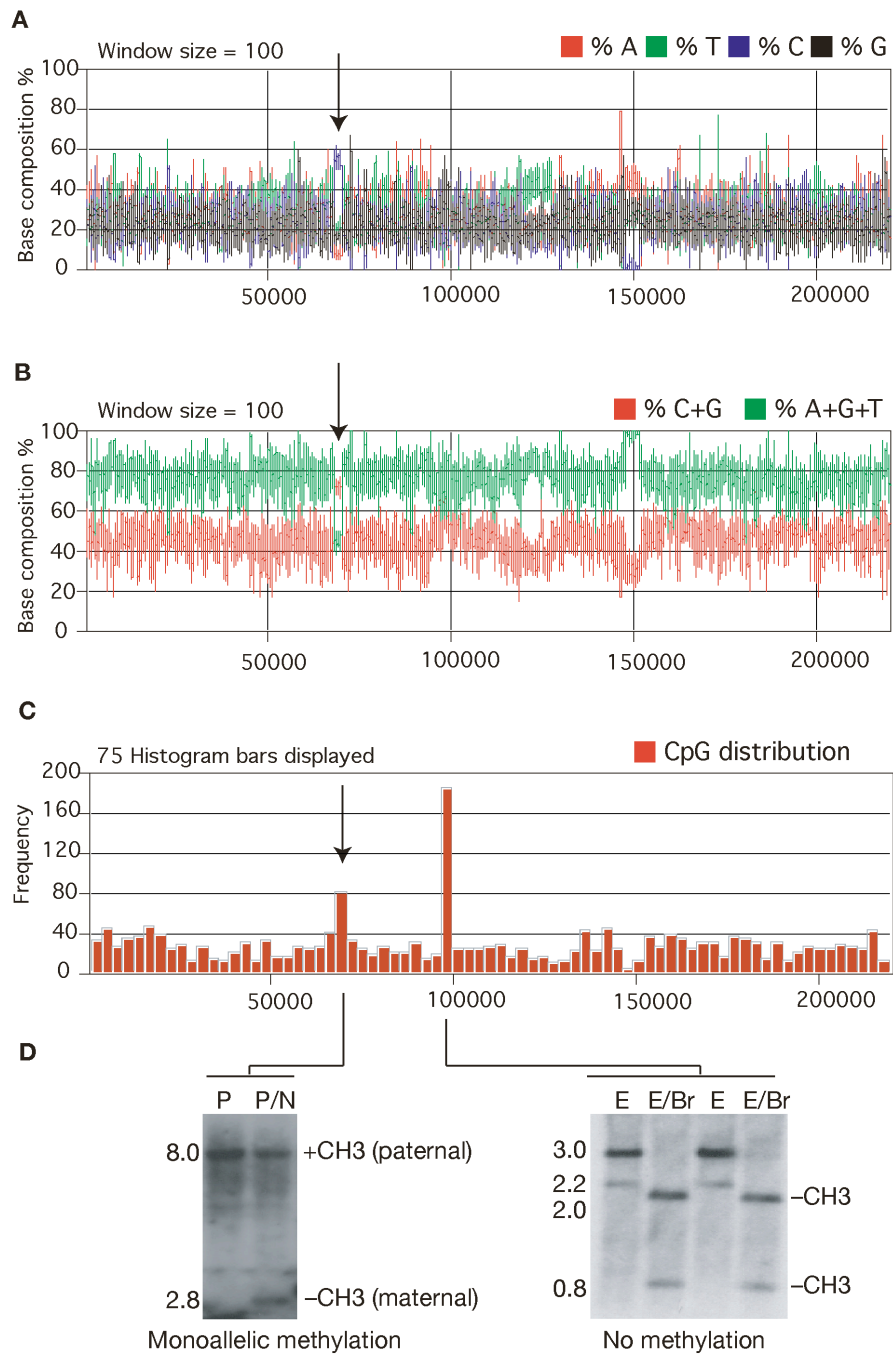 A
Window size = 100
% A % T % C % G
Base composition %
100
80
60
40
20
0
50000 100000 150000 200000
B
Window size = 100
% C+G % A+G+T
Base composition %
100
80
60
40
20
0
50000 100000 150000 200000
C
75 Histogram bars displayed
CpG distribution
Frequency
200
160
120
80
40
0
50000 100000 150000 200000
D
P P/N
8.0 +CH3 (paternal)
2.8 –CH3 (maternal)
Monoallelic methylation
E E/Br E E/Br
3.0
2.2
2.0 –CH3
0.8 –CH3
No methylation